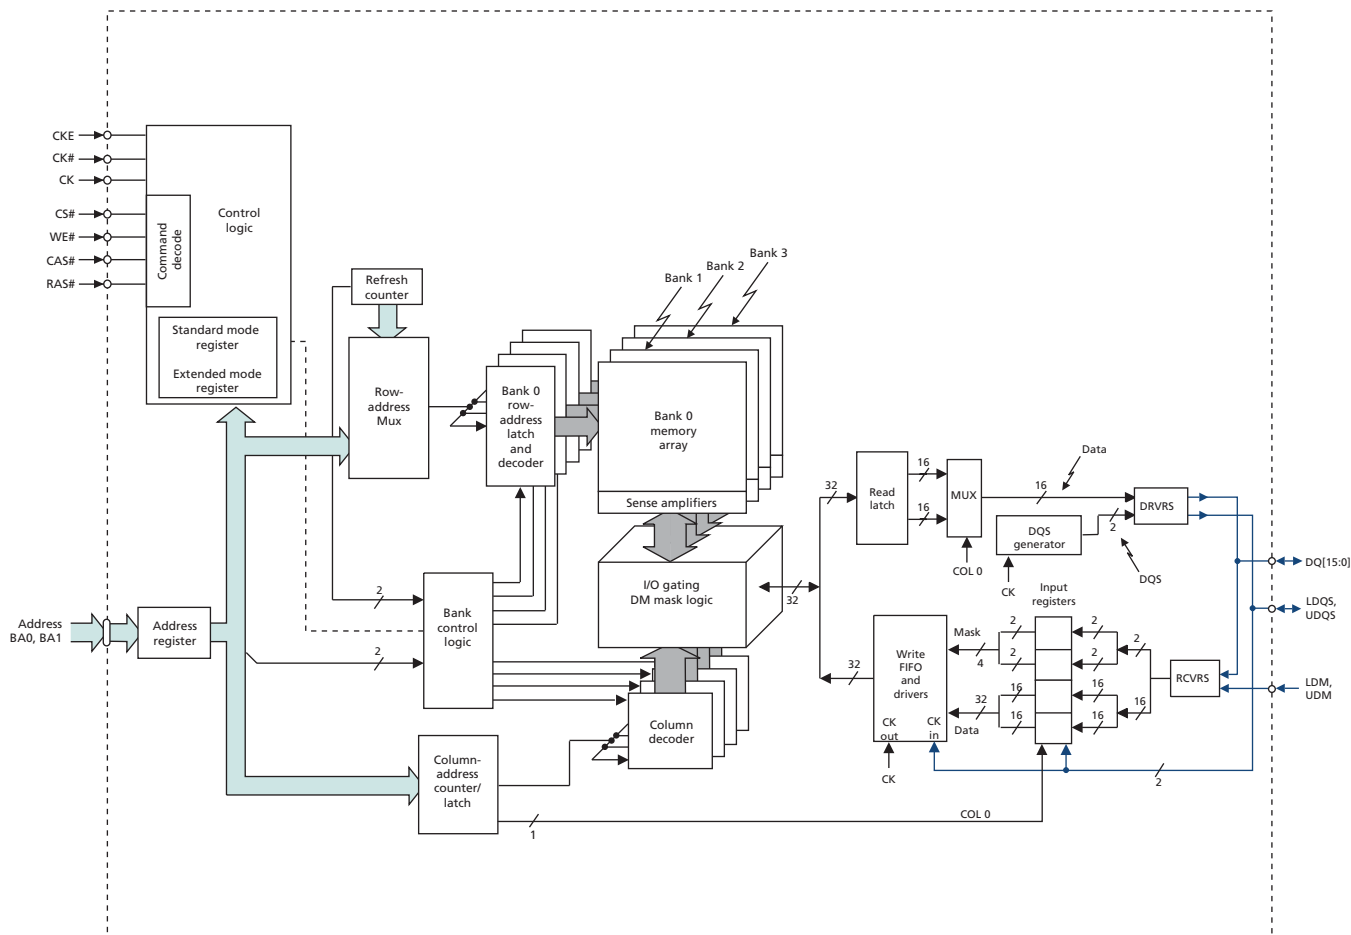 CKE
CK#
CK
CS#
WE#
CAS#
RAS#
Command
decode
Control
logic
Standard mode
register
Extended mode
register
Refresh
counter
Row-
address
Mux
Bank 0
row-
address
latch
and
decoder
Bank 1
Bank 2
Bank 3
Bank 0
memory
array
Sense amplifiers
I/O gating
DM mask logic
2
Bank
control
logic
2
Address
BA0, BA1
Address
register
Column-
address
counter/
latch
1
Column
decoder
32
32
Read
latch
16
16
MUX
COL 0
16
Data
DQS
generator
CK
2
DQS
DRVRS
DQ[15:0]
LDQS,
UDQS
LDM,
UDM
RCVRS
Input
registers
2
2
2
2
2
16
16
16
16
16
Mask
4
32
Data
Write
FIFO
and
drivers
CK
out
CK
in
CK
32
COL 0
2